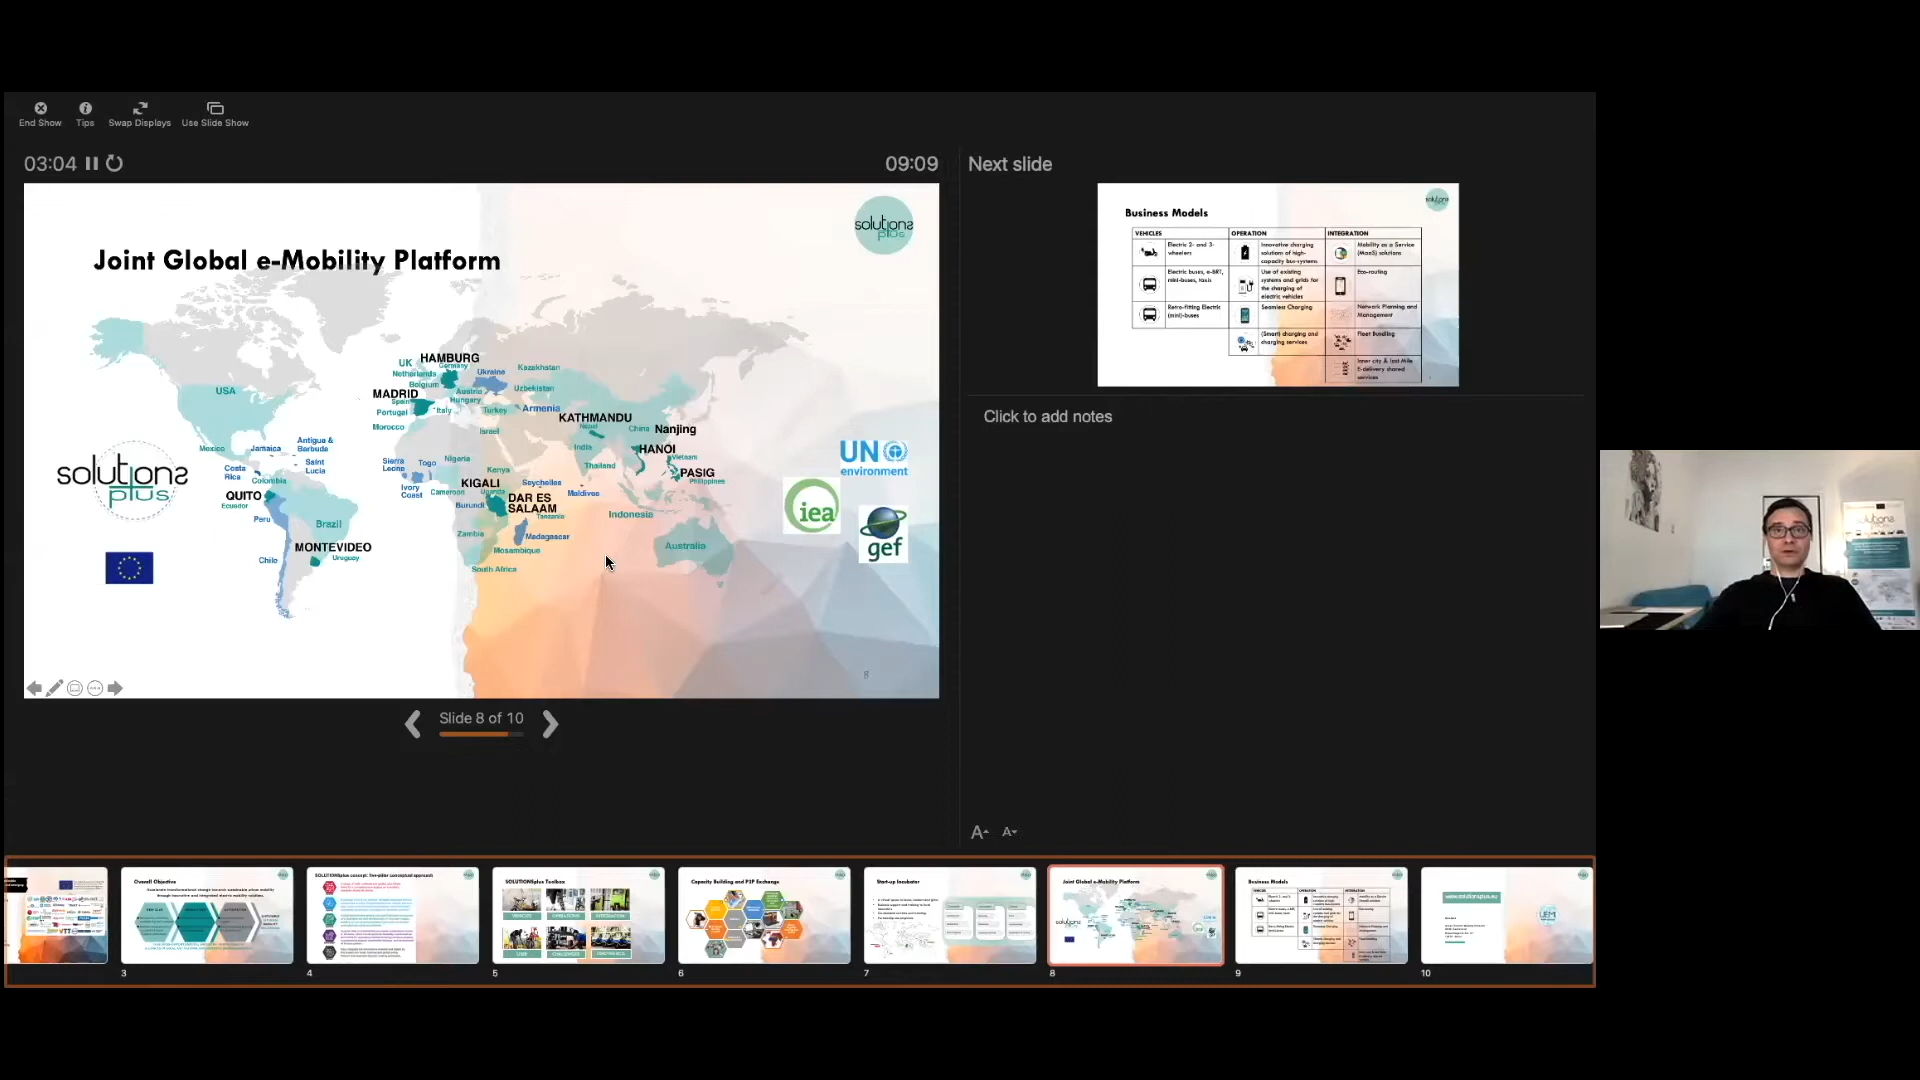 End Show
Tips
Swap Displays
Use Slide Show
03:04
09:09
Next slide
solutions
plus
Joint Global e-Mobility Platform
HAMBURG
UK
Germany
Netherlands
Ukraine
Kazakhstan
Belgium
Austria
Uzbekistan
USA
MADRID
Hungary
Spain
Italy
Turkey
Armenia
Portugal
KATHMANDU
Nepal
Morocco
Israel
China
Nanjing
Mexico
Jamaica
Antigua &
Barbuda
India
HANOI
Vietnam
Costa
Rica
Saint
Lucia
Sierra
Leone
Togo
Nigeria
Kenya
Thailand
PASIG
Philippines
Colombia
KIGALI
Uganda
Seychelles
Maldives
QUITO
Ecuador
Ivory
Coast
Cameroon
DAR ES
SALAAM
Tanzania
Burundi
Peru
Brazil
Indonesia
Zambia
Madagascar
MONTEVIDEO
Uruguay
Mosambique
Australia
Chile
South Africa
solutions
plus
UN
environment
iea
gef
8
Slide 8 of 10
solutions
Business Models
VEHICLES
OPERATION
INTEGRATION
Electric 2- and 3-
wheelers
Innovative charging
solutions of high-
capacity bus-systems
Mobility as a Service
(MaaS) solutions
Electric buses, e-BRT,
mini-buses, taxis
Use of existing
systems and grids for
the charging of
electric vehicles
Eco-routing
Retro-fitting Electric
(mini)-buses
Seamless Charging
Network Planning and
Management
(Smart) charging and
charging services
Fleet Bundling
Inner city & last Mile
E-delivery shared
services
Click to add notes
A
A
Overall Objective
SOLUTIONSplus concept: five-pillar conceptual approach
SOLUTIONSplus Toolbox
Capacity Building and P2P Exchange
Start-up Incubator
Joint Global e-Mobility Platform
Business Models
www.solutionsplus.eu
3
4
5
6
7
8
9
10